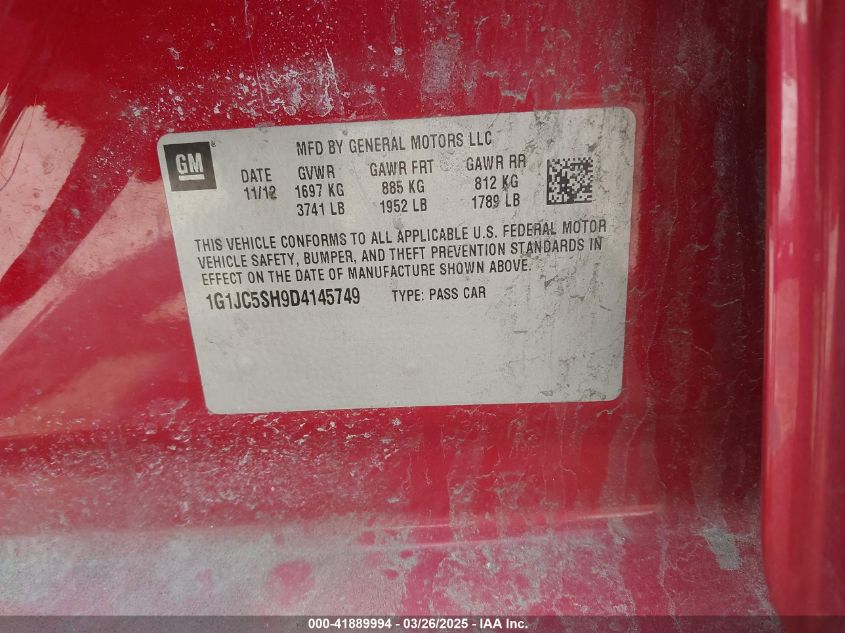 GM
MFD BY GENERAL MOTORS LLC
DATE GVWR GAWR FRT GAWR RR
11/12 1697 KG 885 KG 812 KG
3741 LB 1952 LB 1789 LB
THIS VEHICLE CONFORMS TO ALL APPLICABLE U.S. FEDERAL MOTOR
VEHICLE SAFETY, BUMPER, AND THEFT PREVENTION STANDARDS IN
EFFECT ON THE DATE OF MANUFACTURE SHOWN ABOVE.
1G1JC5SH9D4145749 TYPE: PASS CAR
000-41889994 - 03/26/2025 - IAA Inc.